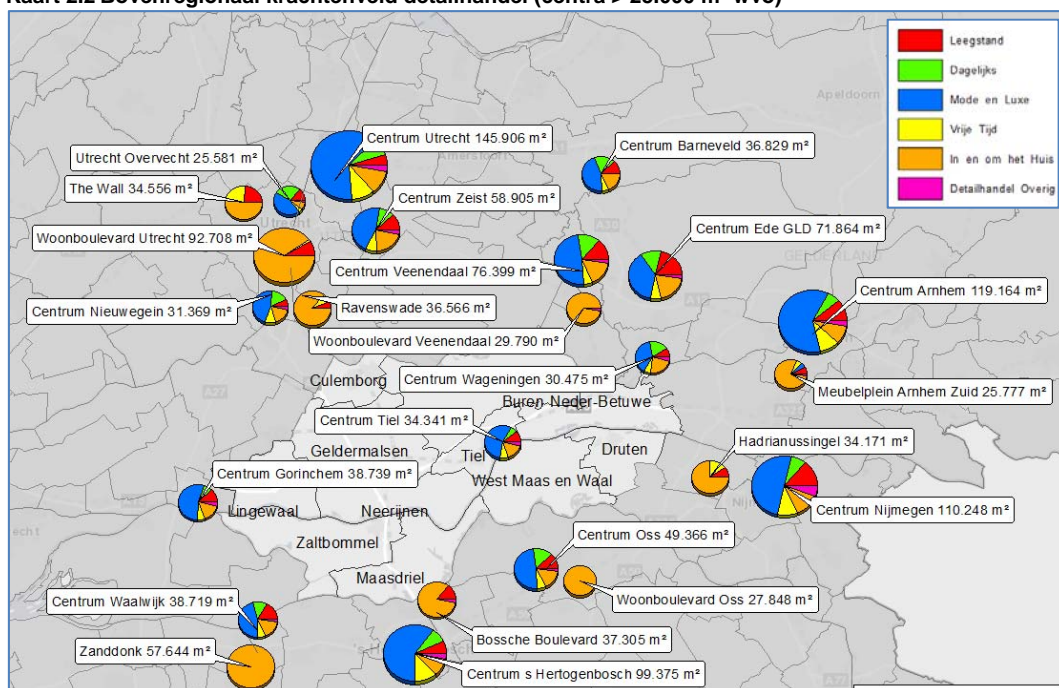 Kaart 2.2 Bovenregionaal krachtenveld detailhandel (centra > 25.000 m² wvo)
Leegstand
Dagelijks
Mode en Luxe
Vrije Tijd
In en om het Huis
Detailhandel Overig
Apeldoorn
Centrum Utrecht 145.906 m²
Amersfoort
Centrum Barneveld 36.829 m²
Utrecht Overvecht 25.581 m²
The Wall 34.556 m²
Centrum Zeist 58.905 m²
Utrecht
A30
Centrum Ede GLD 71.864 m²
Woonboulevard Utrecht 92.708 m²
GELDERLAND
Centrum Veenendaal 76.399 m²
Centrum Arnhem 119.164 m²
Centrum Nieuwegein 31.369 m²
Ravenswade 36.566 m²
Woonboulevard Veenendaal 29.790 m²
Centrum Wageningen 30.475 m²
Culemborg
Meubelplein Arnhem Zuid 25.777 m²
A27
Buren Neder-Betuwe
Centrum Tiel 34.341 m²
Hadrianussingel 34.171 m²
Geldermalsen
Tiel
Druten
Centrum Gorinchem 38.739 m²
West Maas en Waal
Lingewaal
Neerijnen
Centrum Nijmegen 110.248 m²
Zaltbommel
Centrum Oss 49.366 m²
Maasdriel
Woonboulevard Oss 27.848 m²
Centrum Waalwijk 38.719 m²
Bossche Boulevard 37.305 m²
Zanddonk 57.644 m²
Centrum s Hertogenbosch 99.375 m²
A77